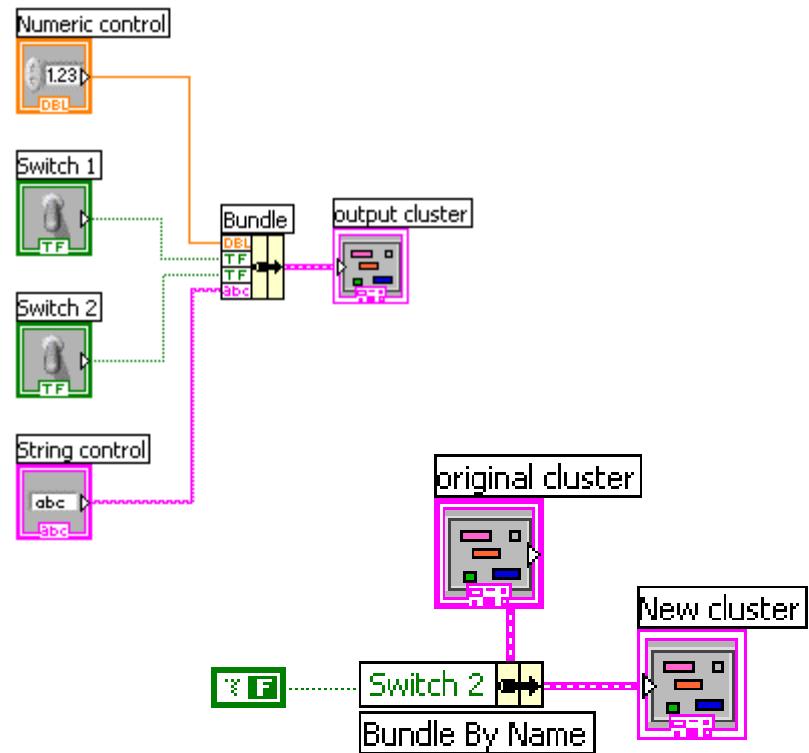 Numeric control
1.23
DBL
Switch 1
TF
Bundle
output cluster
DBL
TF
TF
abc
Switch 2
TF
String control
abc
abc
original cluster
New cluster
T F
Switch 2
Bundle By Name